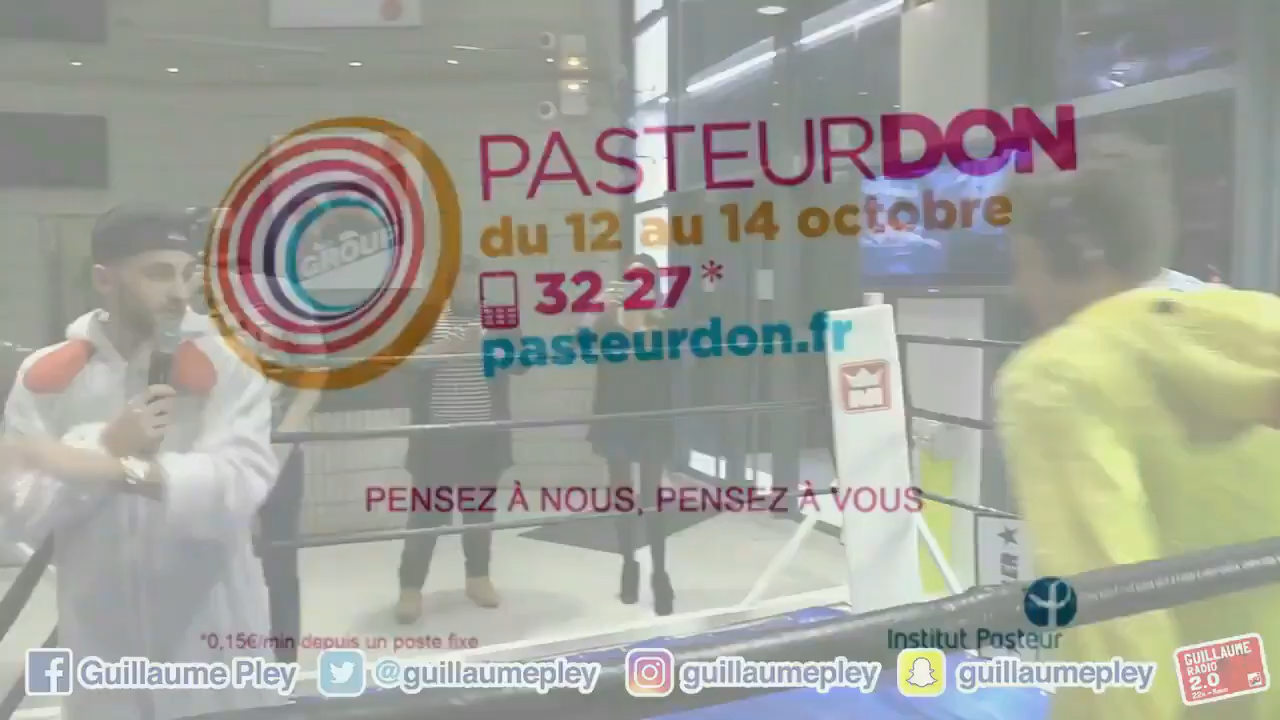 GROUP
PASTEURDON
du 12 au 14 octobre
32 27*
pasteurdon.fr
PENSEZ À NOUS, PENSEZ À VOUS
*0,15€/min depuis un poste fixe
Institut Pasteur
Guillaume Pley
@guillaumepley
guillaumepley
guillaumepley
GUILLAUME
RADIO
2.0